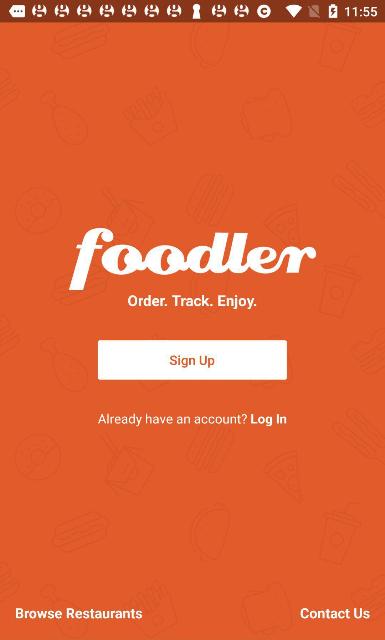 11:55
foodler
Order. Track. Enjoy.
Sign Up
Already have an account? Log In
Browse Restaurants Contact Us